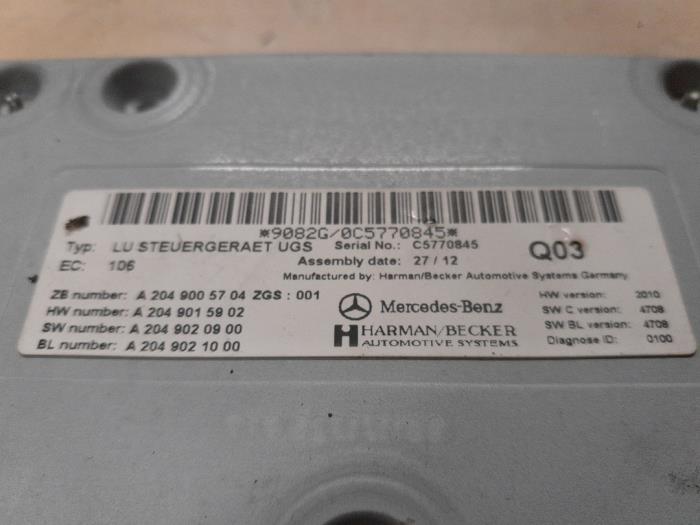 *9082G/0C5770845*
Typ: LU STEUERGERAET UGS Serial No.: C5770845 Q03
EC: 106 Assembly date: 27 / 12
Manufactured by: Harman/Becker Automotive Systems Germany
ZB number: A 204 900 57 04 ZGS : 001
HW number: A 204 901 59 02
SW number: A 204 902 09 00
BL number: A 204 902 10 00
Mercedes-Benz
HARMAN/BECKER
AUTOMOTIVE SYSTEMS
HW version: 2010
SW C version: 4708
SW BL version: 4708
Diagnose ID: 0100